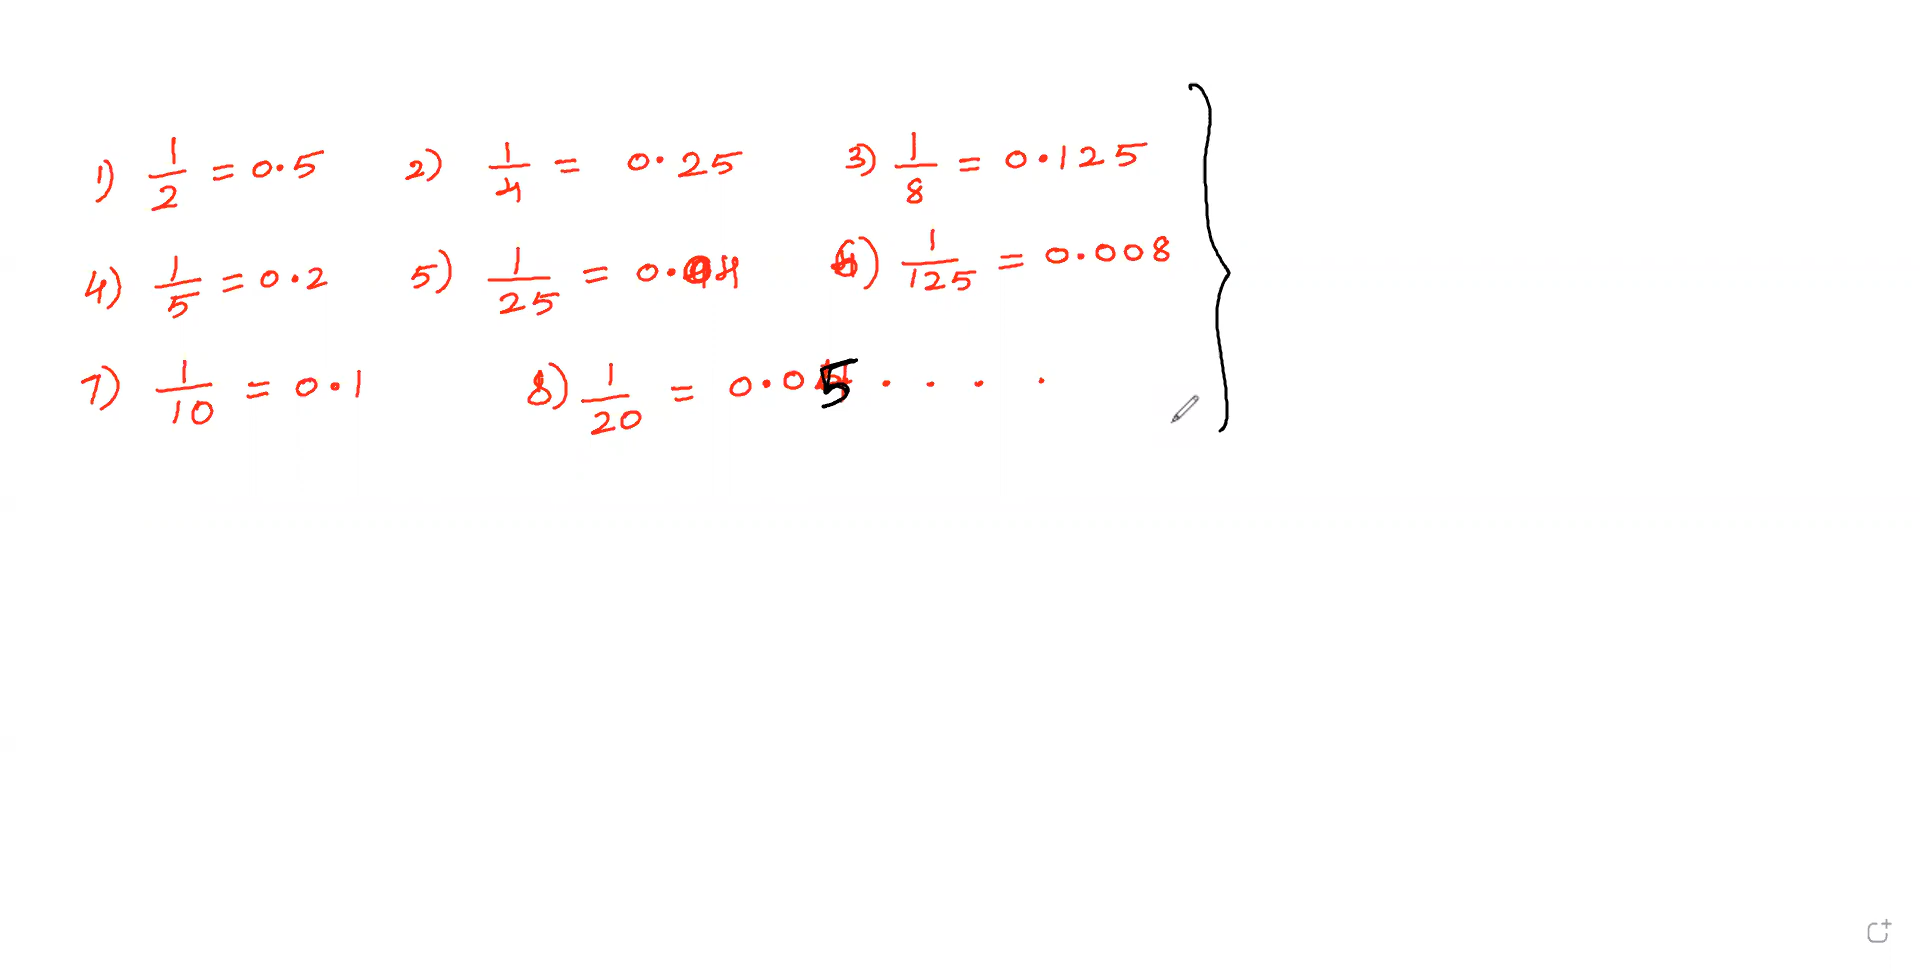 1) 1/2 = 0.5 2) 1/4 = 0.25 3) 1/8 = 0.125
4) 1/5 = 0.2 5) 1/25 = 0.04 6) 1/125 = 0.008
7) 1/10 = 0.1 8) 1/20 = 0.05 . . . .